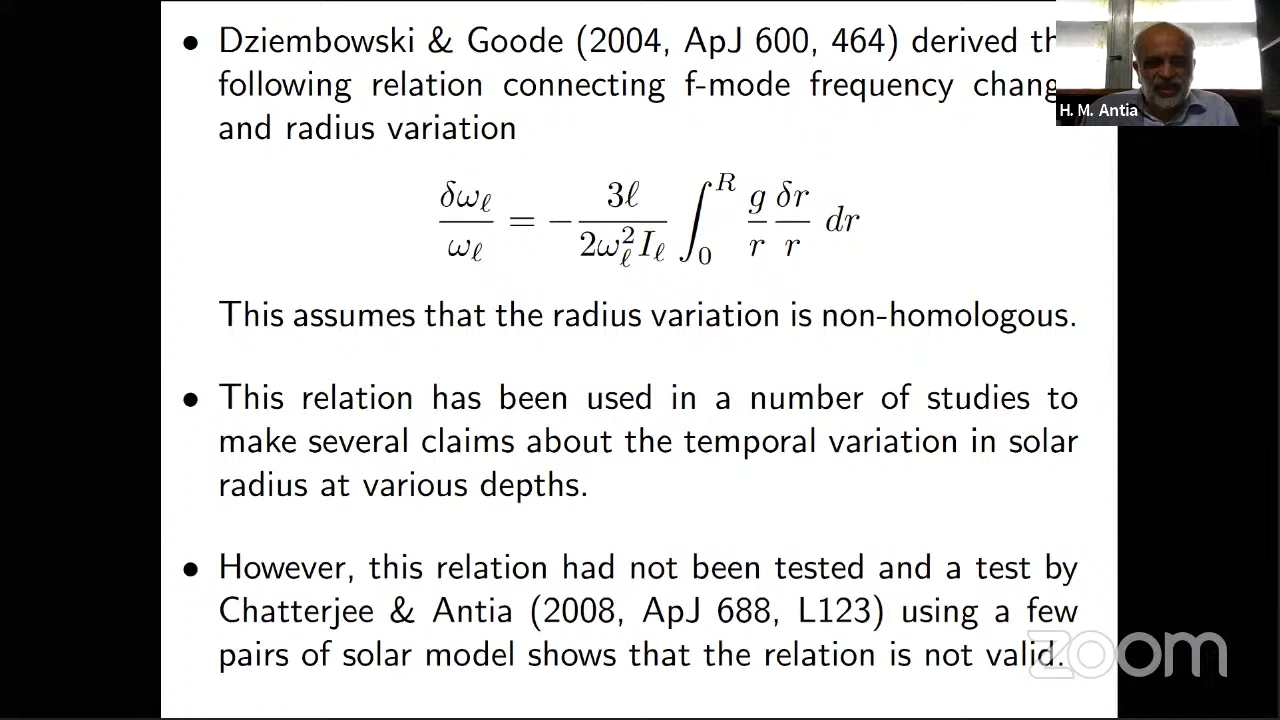 • Dziembowski & Goode (2004, ApJ 600, 464) derived th
following relation connecting f-mode frequency chang
and radius variation
δω_ℓ/ω_ℓ = −3ℓ/(2ω_ℓ² I_ℓ) ∫₀ᴿ (g/r)(δr/r) dr
This assumes that the radius variation is non-homologous.
• This relation has been used in a number of studies to
make several claims about the temporal variation in solar
radius at various depths.
• However, this relation had not been tested and a test by
Chatterjee & Antia (2008, ApJ 688, L123) using a few
pairs of solar model shows that the relation is not valid.
H. M. Antia
zoom